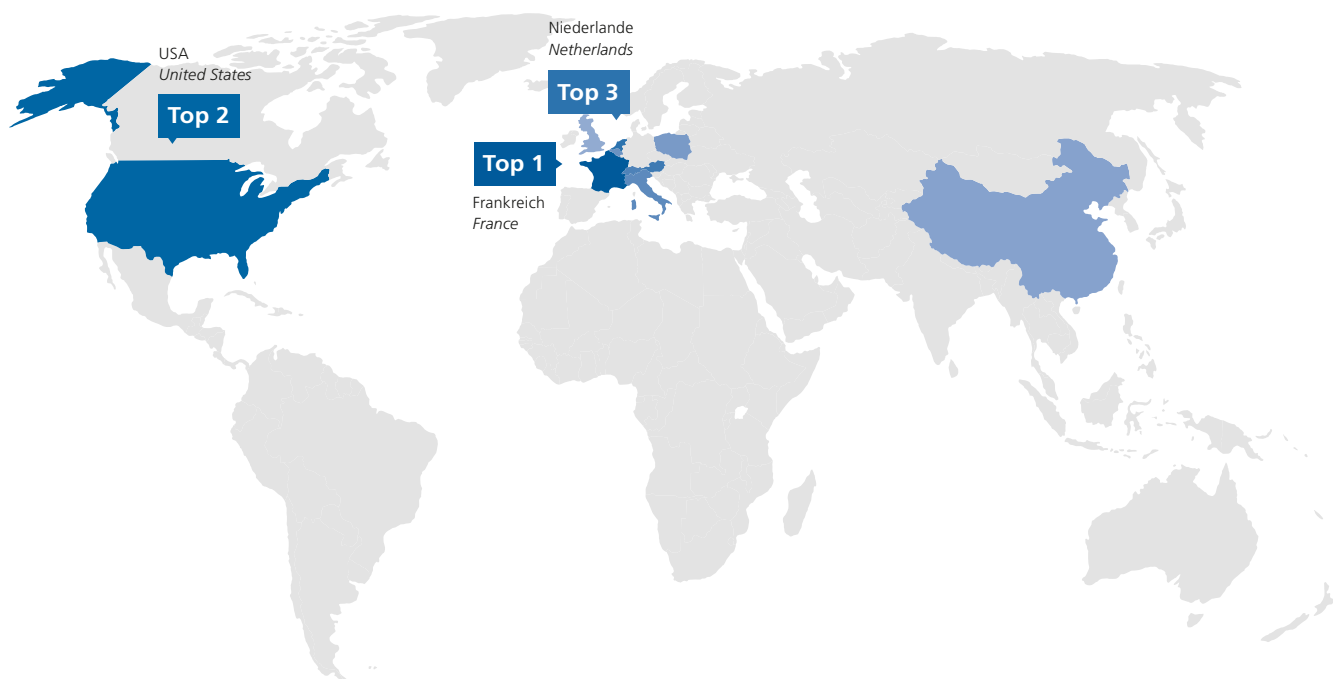 USA
United States
Top 2
Niederlande
Netherlands
Top 3
Top 1
Frankreich
France